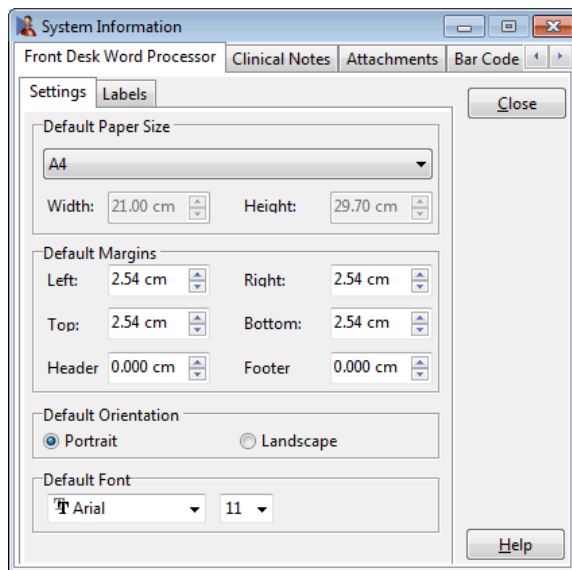 System Information
Front Desk Word Processor Clinical Notes Attachments Bar Code
Settings Labels
Close
Default Paper Size
A4
Width: 21.00 cm Height: 29.70 cm
Default Margins
Left: 2.54 cm Right: 2.54 cm
Top: 2.54 cm Bottom: 2.54 cm
Header 0.000 cm Footer 0.000 cm
Default Orientation
Portrait Landscape
Default Font
Arial 11
Help